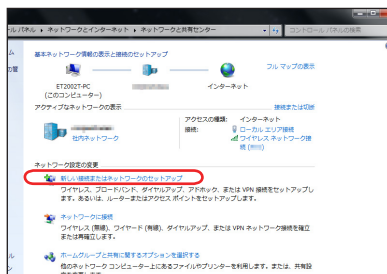 ール パネル ▸ ネットワークとインターネット ▸ ネットワークと共有センター
コントロール パネルの検索
ム
基本ネットワーク情報の表示と接続のセットアップ
の管
フル マップの表示
ET2002T-PC
インターネット
(このコンピューター)
アクティブなネットワークの表示
接続または切断
アクセスの種類: インターネット
社内ネットワーク
接続: ローカル エリア接続
ワイヤレス ネットワーク接
続
ネットワーク設定の変更
新しい接続またはネットワークのセットアップ
ワイヤレス、ブロードバンド、ダイヤルアップ、アドホック、または VPN 接続をセットアップし
ます。あるいは、ルーターまたはアクセス ポイントをセットアップします。
ネットワークに接続
ワイヤレス (無線)、ワイヤード (有線)、ダイヤルアップ、または VPN ネットワーク接続を確立
または再確立します。
ル
ホームグループと共有に関するオプションを選択する
ン
他のネットワーク コンピューター上にあるファイルやプリンターを利用します。または、共有設